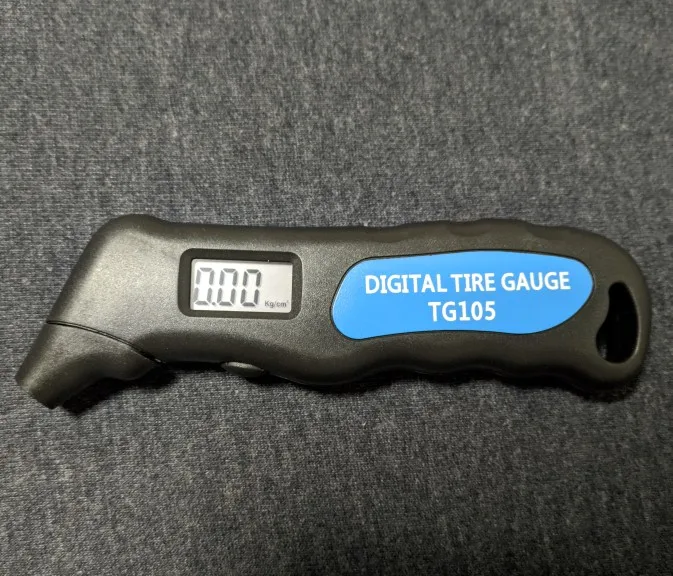 0.00 Kg/cm²
DIGITAL TIRE GAUGE
TG105